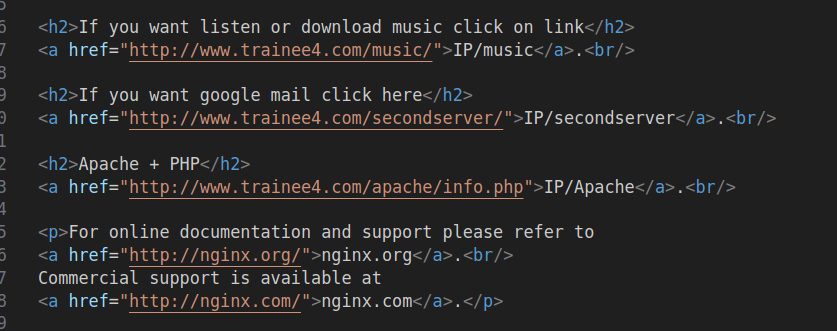 5
6 <h2>If you want listen or download music click on link</h2>
7 <a href="http://www.trainee4.com/music/">IP/music</a>.<br/>
8
9 <h2>If you want google mail click here</h2>
0 <a href="http://www.trainee4.com/secondserver/">IP/secondserver</a>.<br/>
1
2 <h2>Apache + PHP</h2>
3 <a href="http://www.trainee4.com/apache/info.php">IP/Apache</a>.<br/>
4
5 <p>For online documentation and support please refer to
6 <a href="http://nginx.org/">nginx.org</a>.<br/>
7 Commercial support is available at
8 <a href="http://nginx.com/">nginx.com</a>.</p>
9